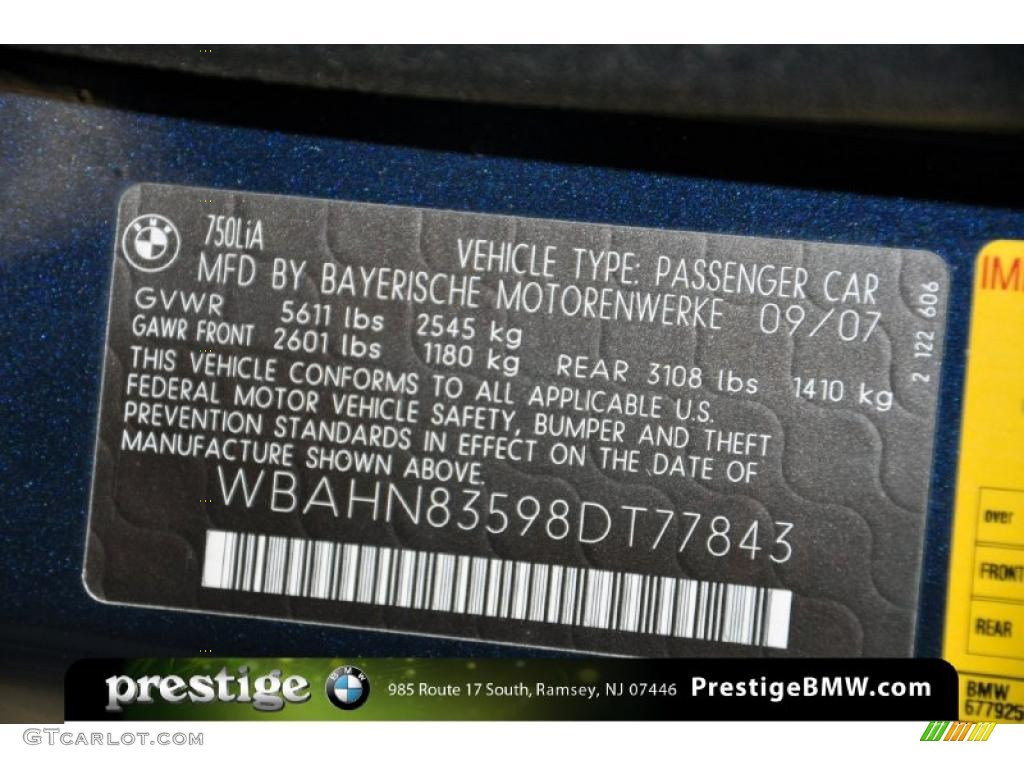 750LiA
VEHICLE TYPE: PASSENGER CAR
MFD BY BAYERISCHE MOTORENWERKE 09/07
GVWR 5611 lbs 2545 kg
GAWR FRONT 2601 lbs 1180 kg REAR 3108 lbs 1410 kg
THIS VEHICLE CONFORMS TO ALL APPLICABLE U.S.
FEDERAL MOTOR VEHICLE SAFETY, BUMPER AND THEFT
PREVENTION STANDARDS IN EFFECT ON THE DATE OF
MANUFACTURE SHOWN ABOVE.
WBAHN83598DT77843
2 122 606
over
FRONT
REAR
BMW
677925
prestige BMW 985 Route 17 South, Ramsey, NJ 07446 PrestigeBMW.com
GTCARLOT.COM